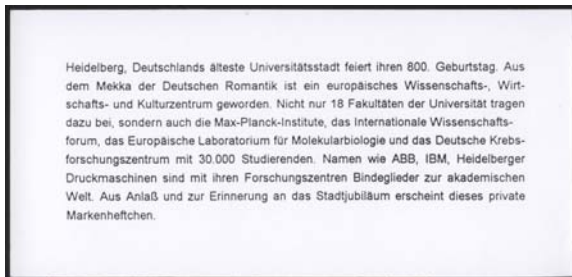 Heidelberg, Deutschlands älteste Universitätsstadt feiert ihren 800. Geburtstag. Aus
dem Mekka der Deutschen Romantik ist ein europäisches Wissenschafts-, Wirt-
schafts- und Kulturzentrum geworden. Nicht nur 18 Fakultäten der Universität tragen
dazu bei, sondern auch die Max-Planck-Institute, das Internationale Wissenschafts-
forum, das Europäische Laboratorium für Molekularbiologie und das Deutsche Krebs-
forschungszentrum mit 30.000 Studierenden. Namen wie ABB, IBM, Heidelberger
Druckmaschinen sind mit ihren Forschungszentren Bindeglieder zur akademischen
Welt. Aus Anlaß und zur Erinnerung an das Stadtjubiläum erscheint dieses private
Markenheftchen.